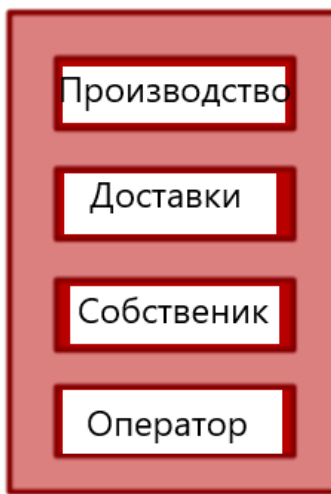 Производство
Доставки
Собственик
Оператор